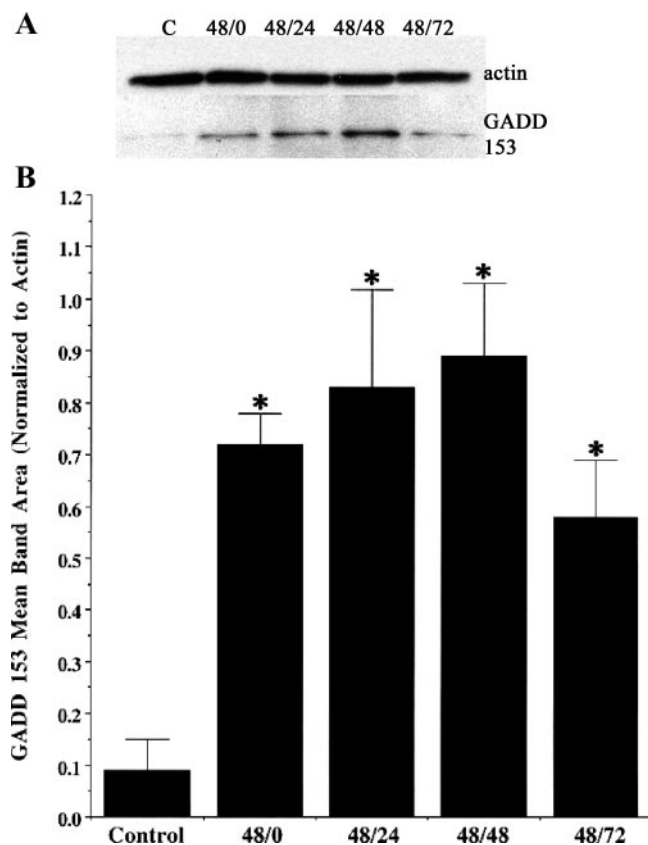 A
C 48/0 48/24 48/48 48/72
actin
GADD
153
B
GADD 153 Mean Band Area (Normalized to Actin)
1.2
1.1
1.0
0.9
0.8
0.7
0.6
0.5
0.4
0.3
0.2
0.1
0.0
*
*
*
*
Control 48/0 48/24 48/48 48/72